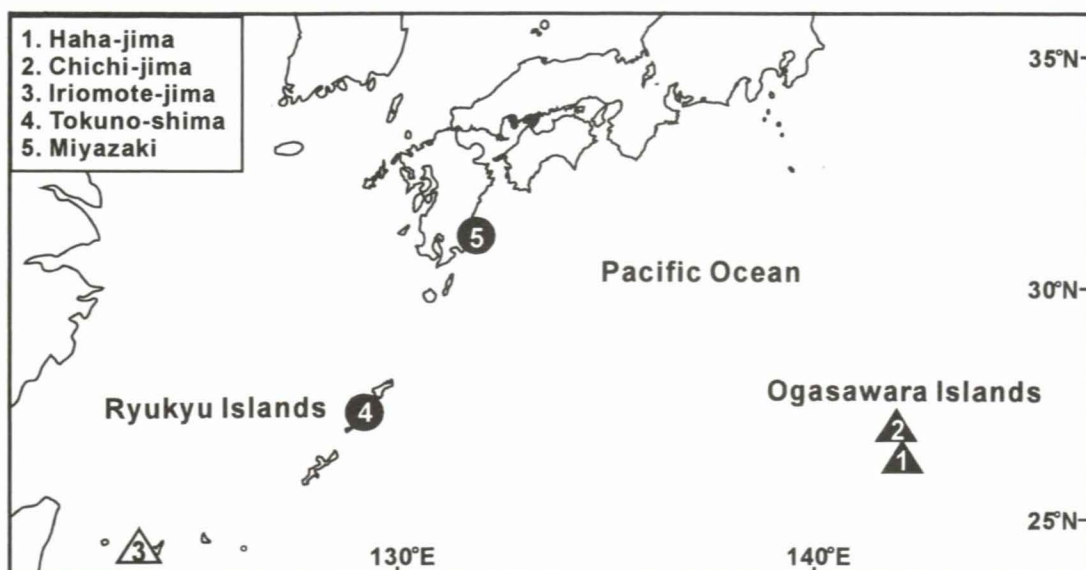 1. Haha-jima
2. Chichi-jima
3. Iriomote-jima
4. Tokuno-shima
5. Miyazaki
35°N
5
Pacific Ocean
30°N
Ogasawara Islands
Ryukyu Islands
4
2
1
25°N
3
130°E
140°E